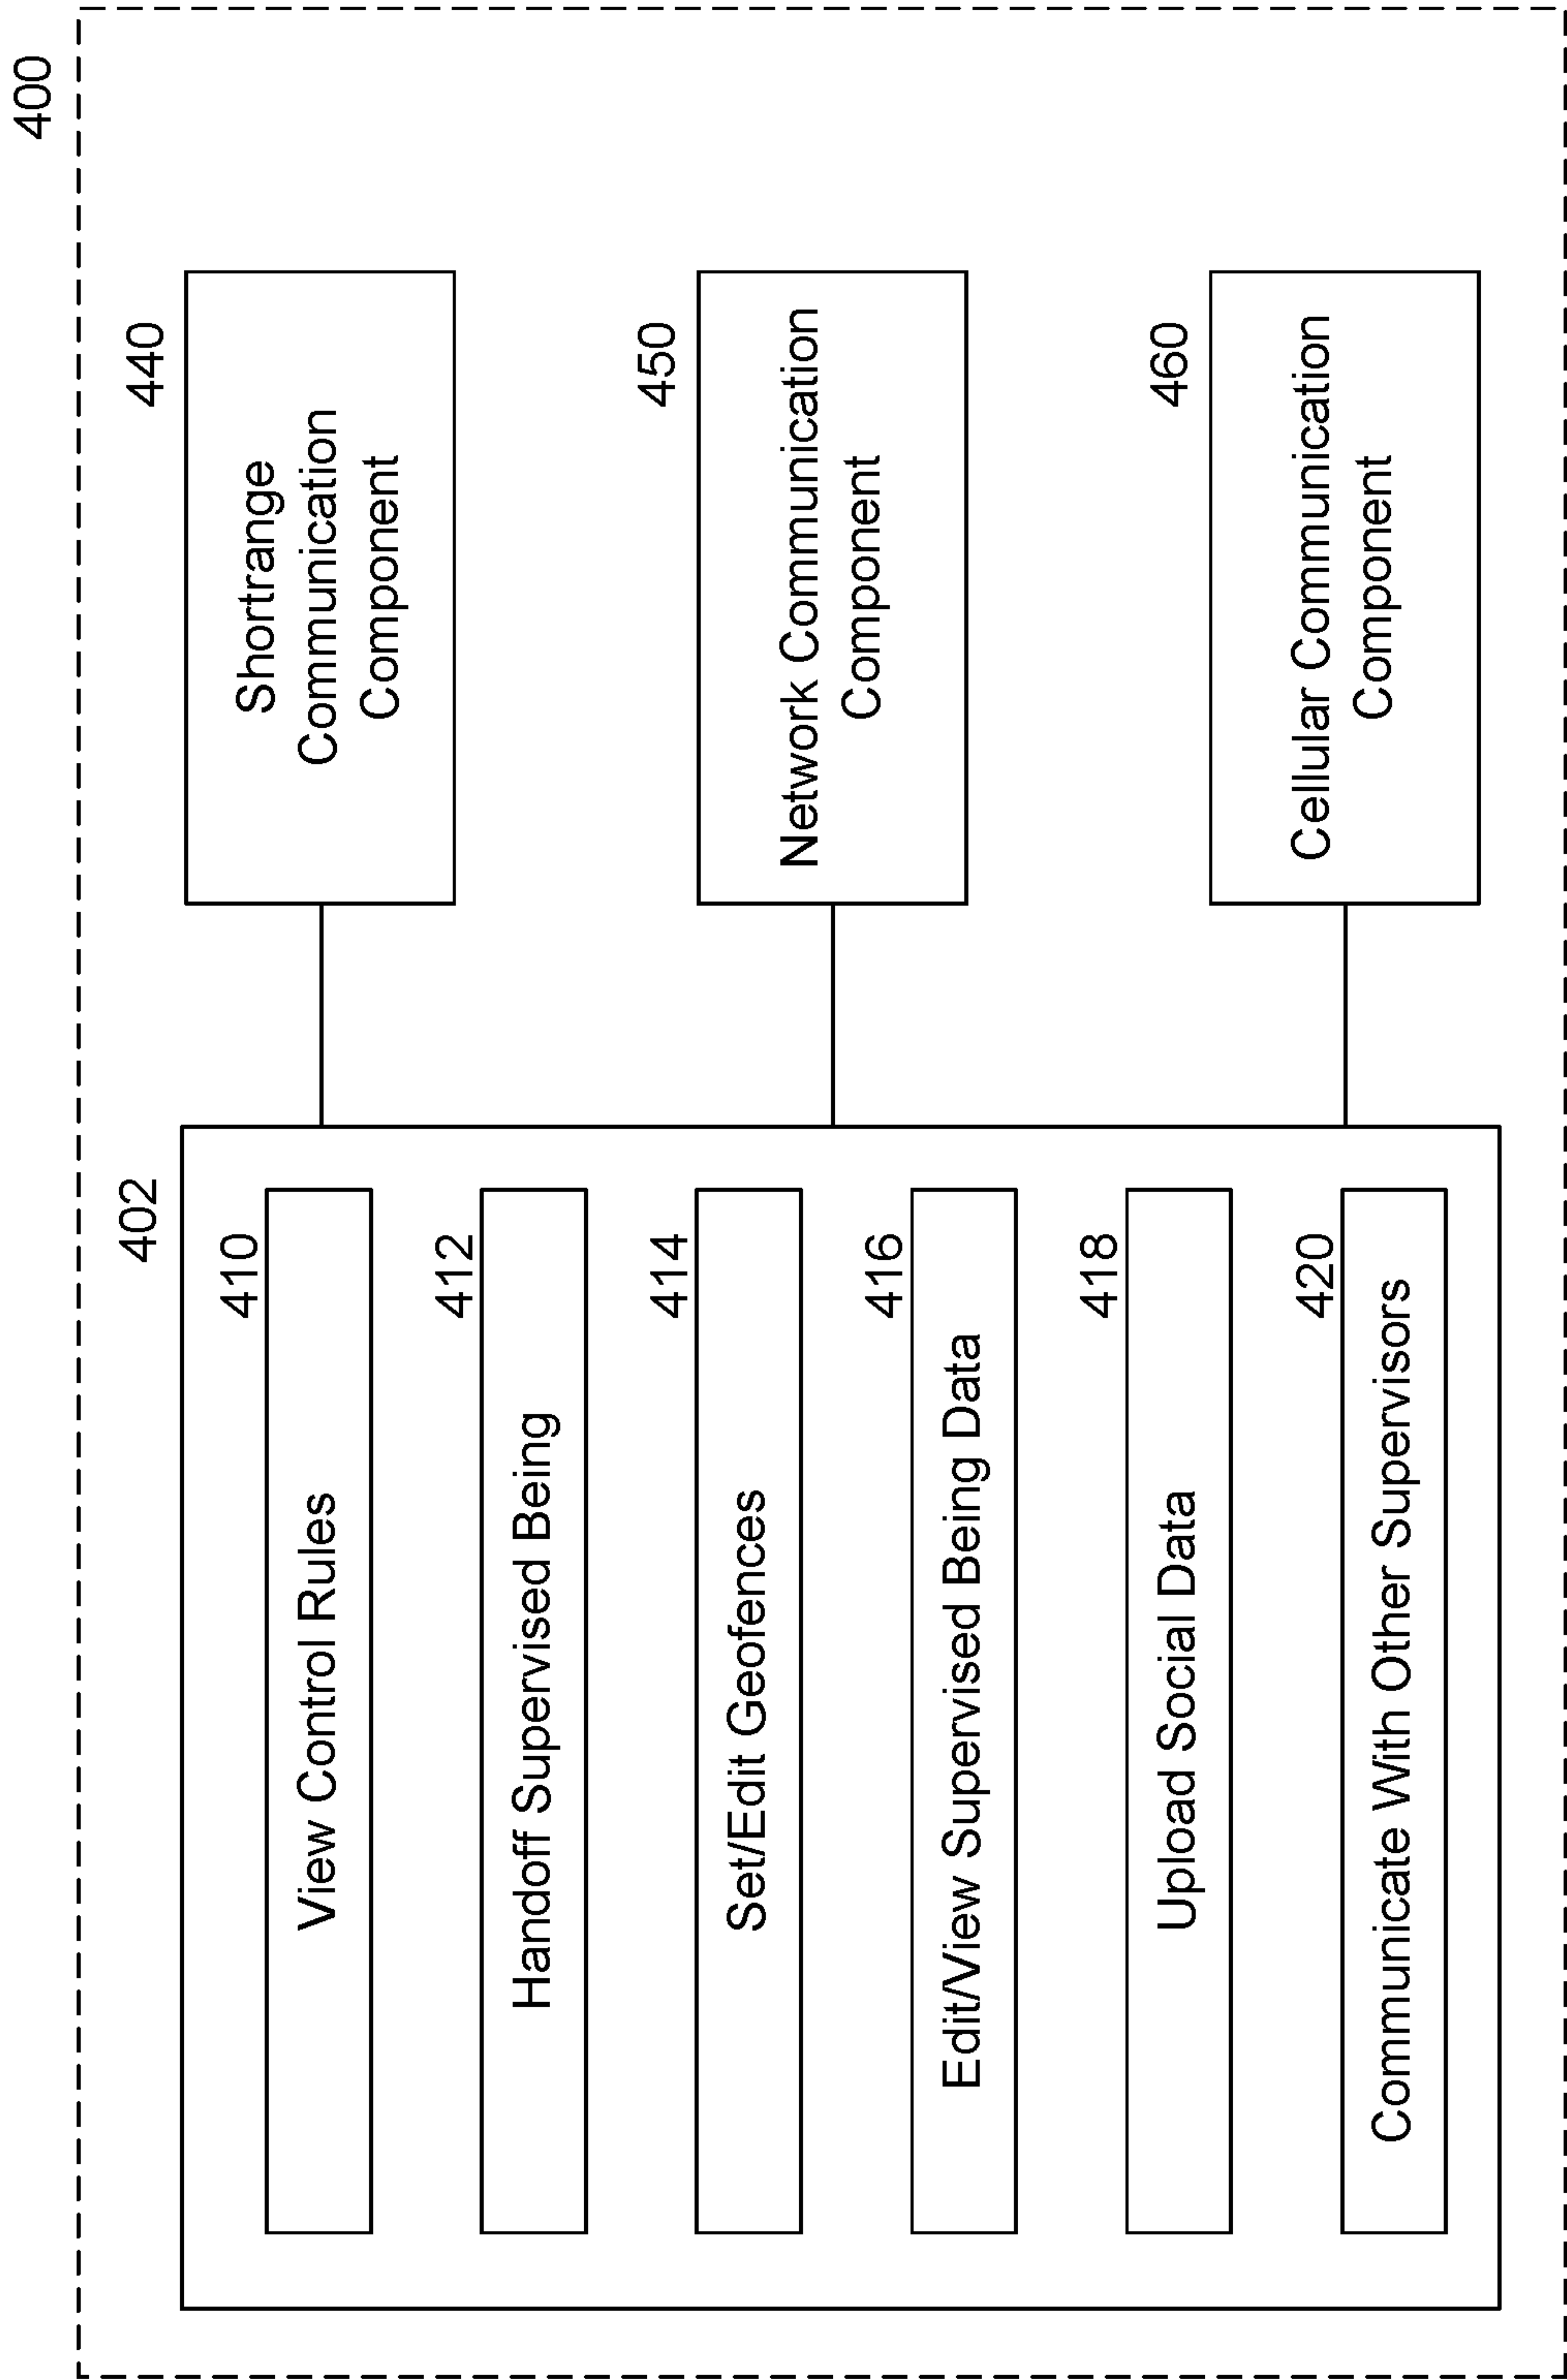 400
402
410
View Control Rules
412
Handoff Supervised Being
414
Set/Edit Geofences
416
Edit/View Supervised Being Data
418
Upload Social Data
420
Communicate With Other Supervisors
440
Shortrange
Communication
Component
450
Network Communication
Component
460
Cellular Communication
Component